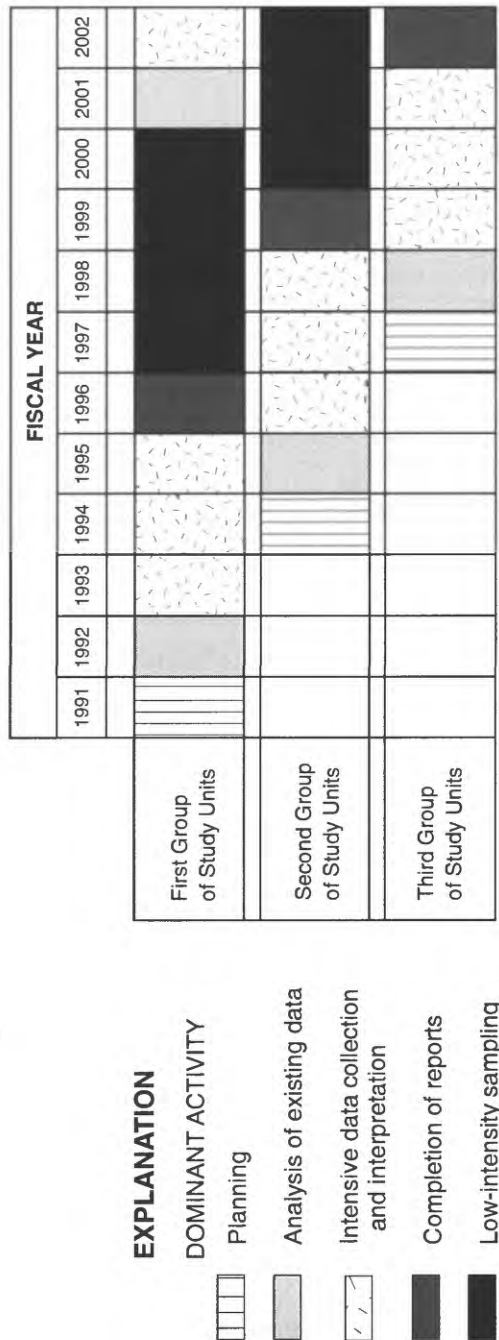 FISCAL YEAR
1991 1992 1993 1994 1995 1996 1997 1998 1999 2000 2001 2002
First Group
of Study Units
Second Group
of Study Units
Third Group
of Study Units
EXPLANATION
DOMINANT ACTIVITY
Planning
Analysis of existing data
Intensive data collection
and interpretation
Completion of reports
Low-intensity sampling